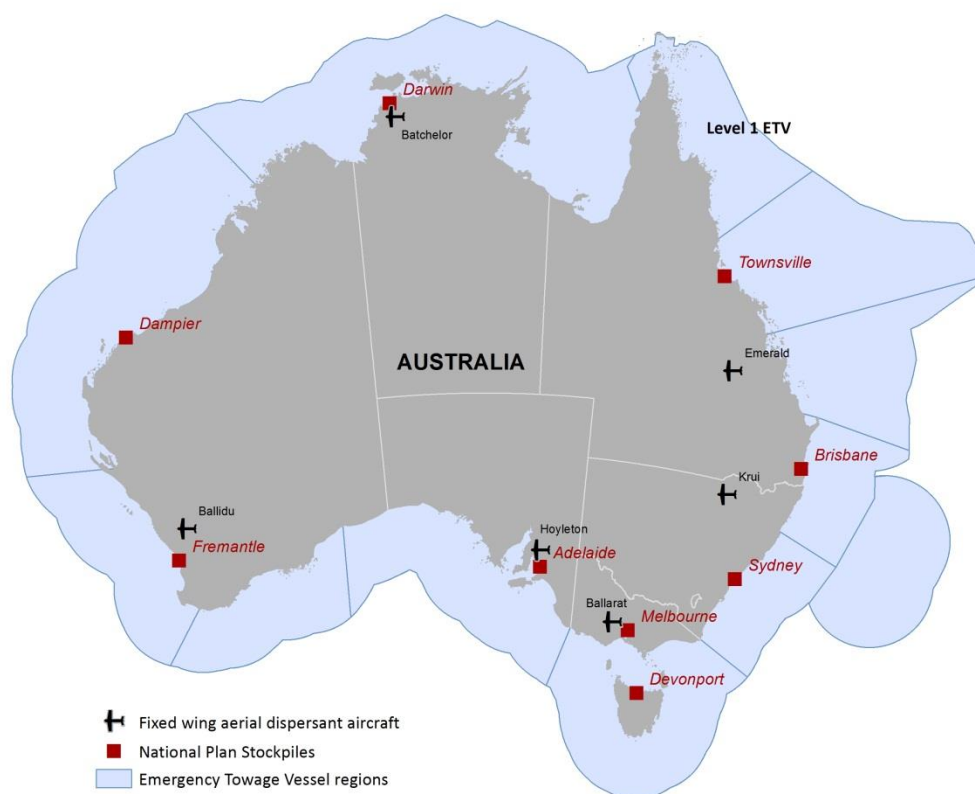 Darwin
Batchelor
Level 1 ETV
Townsville
Dampier
Emerald
AUSTRALIA
Brisbane
Krui
Ballidu
Hoyleton
Fremantle
Adelaide
Sydney
Ballarat
Melbourne
Devonport
Fixed wing aerial dispersant aircraft
National Plan Stockpiles
Emergency Towage Vessel regions